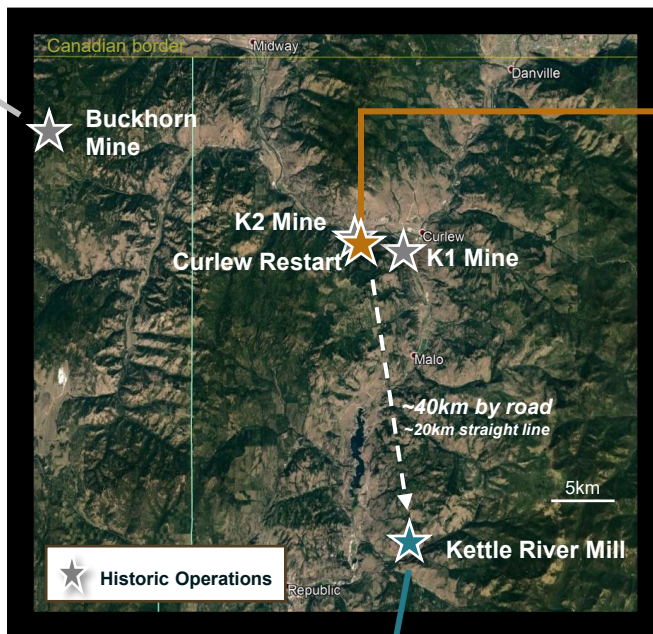 Canadian border
Midway
Danville
Buckhorn
Mine
K2 Mine
Curlew
Curlew Restart
K1 Mine
Malo
~40km by road
~20km straight line
5km
Kettle River Mill
Historic Operations
Republic